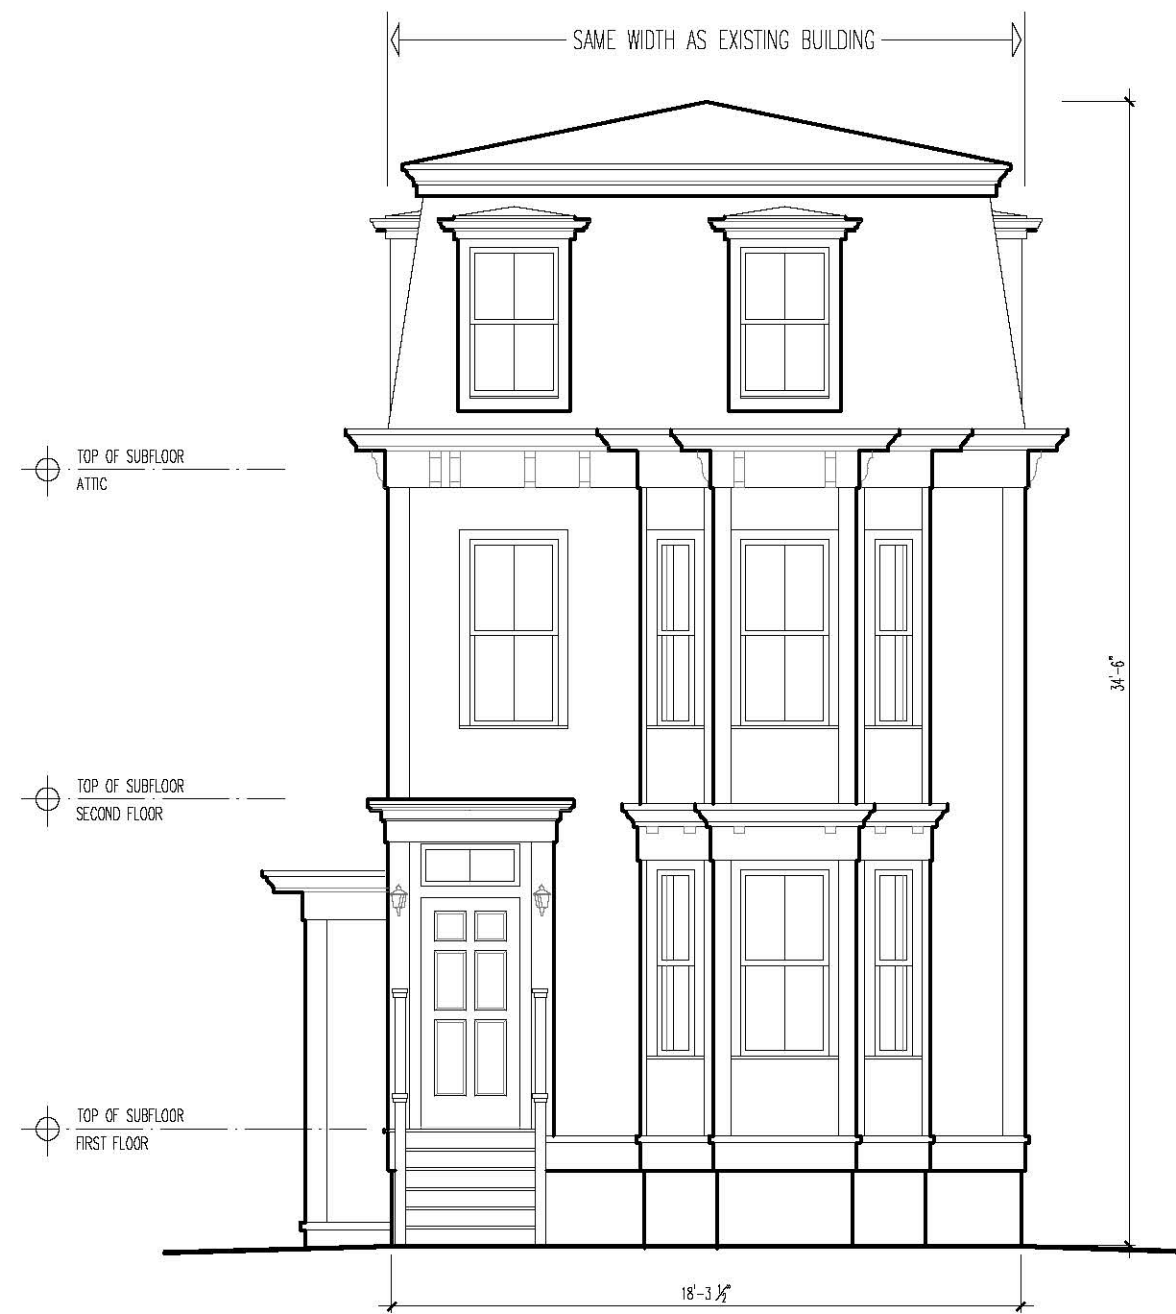 SAME WIDTH AS EXISTING BUILDING
TOP OF SUBFLOOR
ATTIC
34'-6"
TOP OF SUBFLOOR
SECOND FLOOR
TOP OF SUBFLOOR
FIRST FLOOR
18'-3 ½"